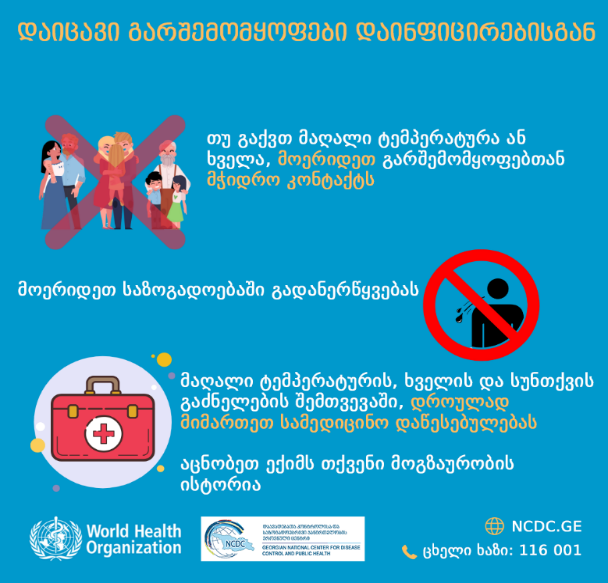 დაიცავი გარშემომყოფები დაინფიცირებისგან
თუ გაქვთ მაღალი ტემპერატურა ან
ხველა, მოერიდეთ გარშემომყოფებთან
მჭიდრო კონტაქტს
მოერიდეთ საზოგადოებაში გადანერწყვებას
მაღალი ტემპერატურის, ხველის და სუნთქვის
გაძნელების შემთვევაში, დროულად
მიმართეთ სამედიცინო დაწესებულებას
აცნობეთ ექიმს თქვენი მოგზაურობის
ისტორია
World Health
Organization
NCDC
დაავადებათა კონტროლისა და
საზოგადოებრივი ჯანმრთელობის
ეროვნული ცენტრი
GEORGIAN NATIONAL CENTER FOR DISEASE
CONTROL AND PUBLIC HEALTH
NCDC.GE
ცხელი ხაზი: 116 001